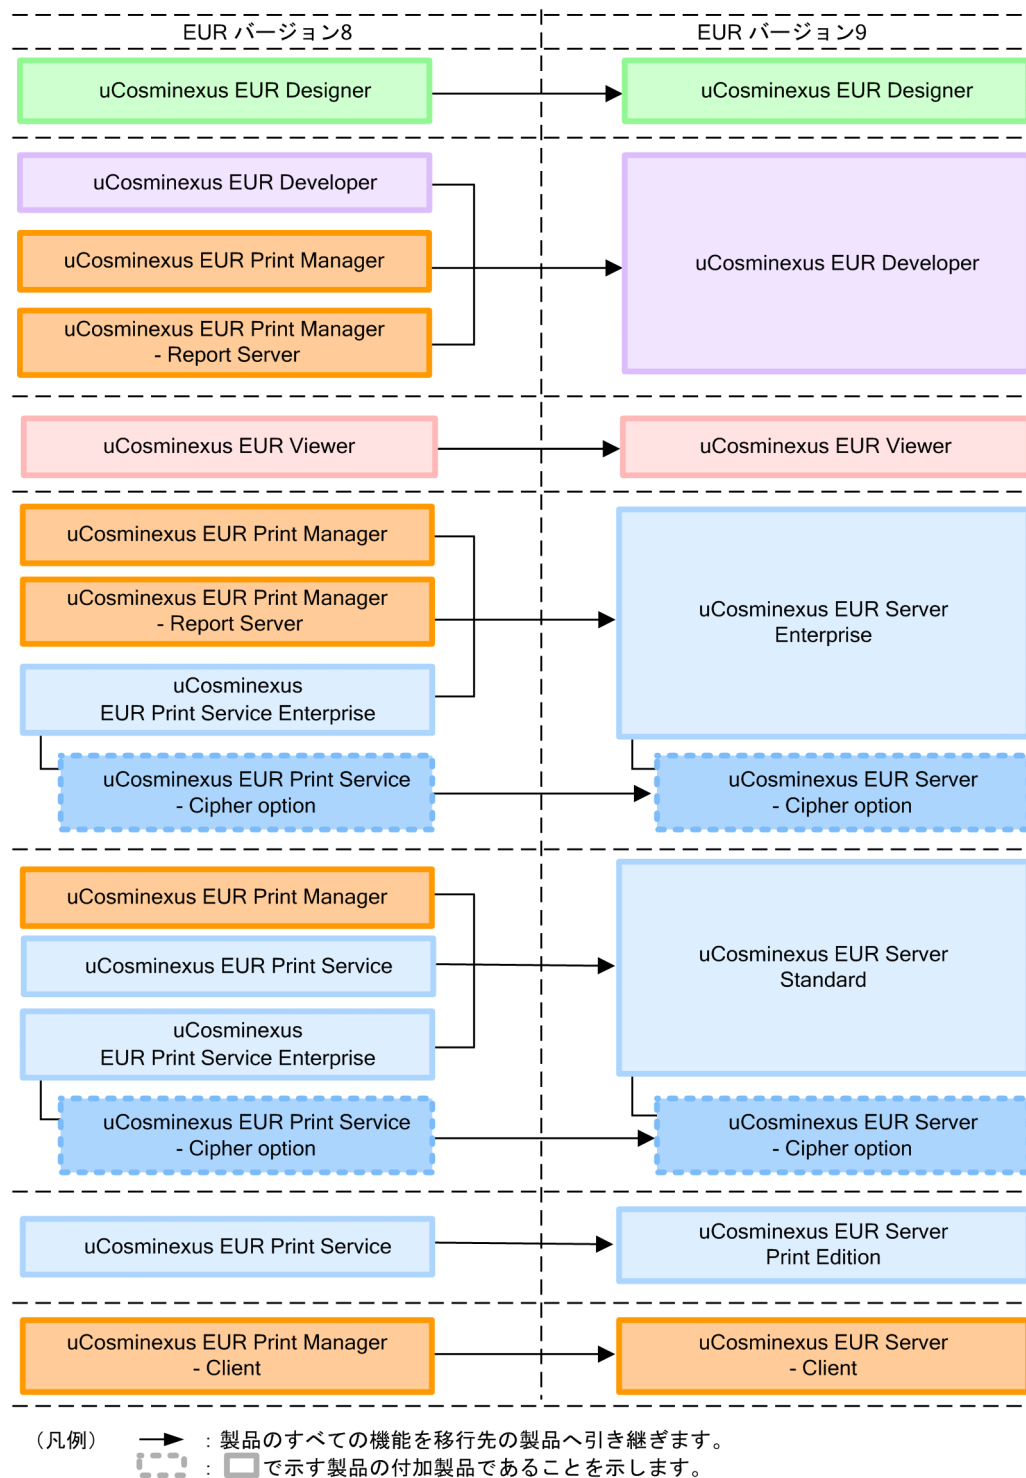 EUR バージョン8
EUR バージョン9
uCosminexus EUR Designer
uCosminexus EUR Designer
uCosminexus EUR Developer
uCosminexus EUR Print Manager
uCosminexus EUR Print Manager
- Report Server
uCosminexus EUR Developer
uCosminexus EUR Viewer
uCosminexus EUR Viewer
uCosminexus EUR Print Manager
uCosminexus EUR Print Manager
- Report Server
uCosminexus
EUR Print Service Enterprise
uCosminexus EUR Server
Enterprise
uCosminexus EUR Print Service
- Cipher option
uCosminexus EUR Server
- Cipher option
uCosminexus EUR Print Manager
uCosminexus EUR Print Service
uCosminexus
EUR Print Service Enterprise
uCosminexus EUR Server
Standard
uCosminexus EUR Print Service
- Cipher option
uCosminexus EUR Server
- Cipher option
uCosminexus EUR Print Service
uCosminexus EUR Server
Print Edition
uCosminexus EUR Print Manager
- Client
uCosminexus EUR Server
- Client
（凡例） ：製品のすべての機能を移行先の製品へ引き継ぎます。
： で示す製品の付加製品であることを示します。